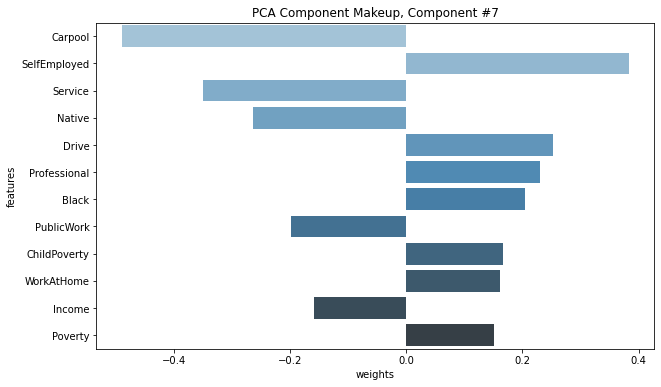 PCA Component Makeup, Component #7
features
Carpool
SelfEmployed
Service
Native
Drive
Professional
Black
PublicWork
ChildPoverty
WorkAtHome
Income
Poverty
−0.4 −0.2 0.0 0.2 0.4
weights